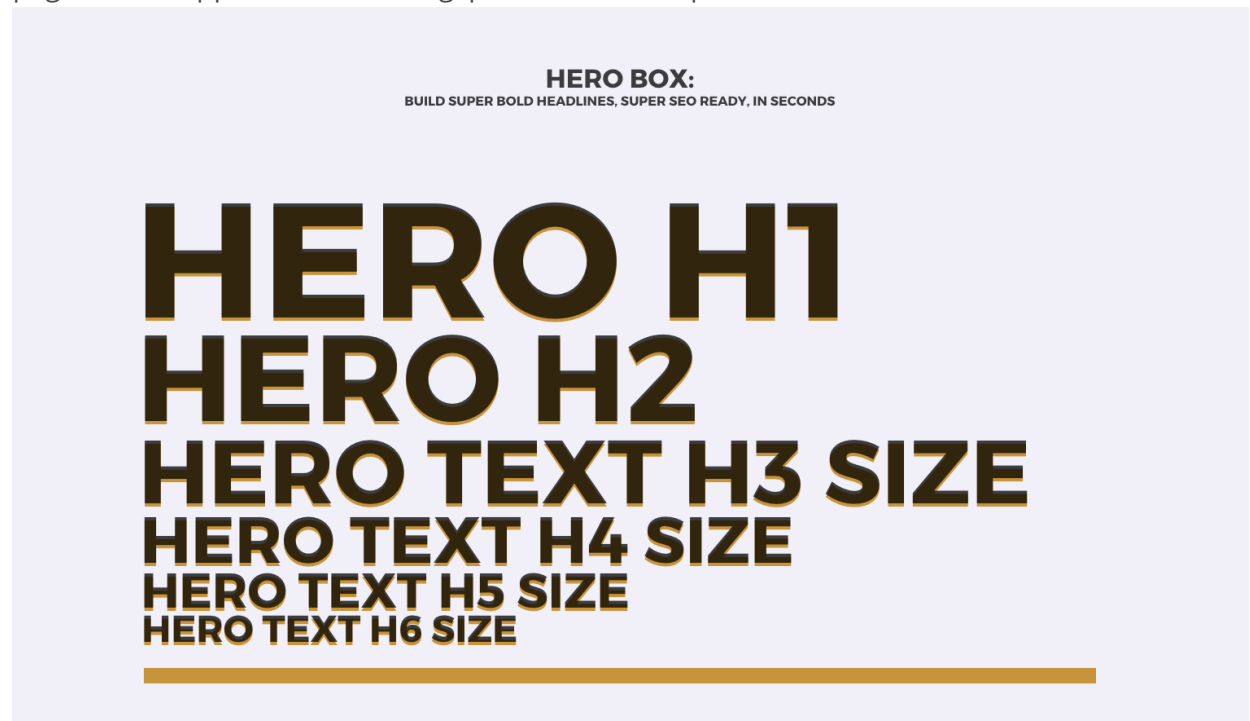 HERO BOX:
BUILD SUPER BOLD HEADLINES, SUPER SEO READY, IN SECONDS
HERO H1
HERO H2
HERO TEXT H3 SIZE
HERO TEXT H4 SIZE
HERO TEXT H5 SIZE
HERO TEXT H6 SIZE